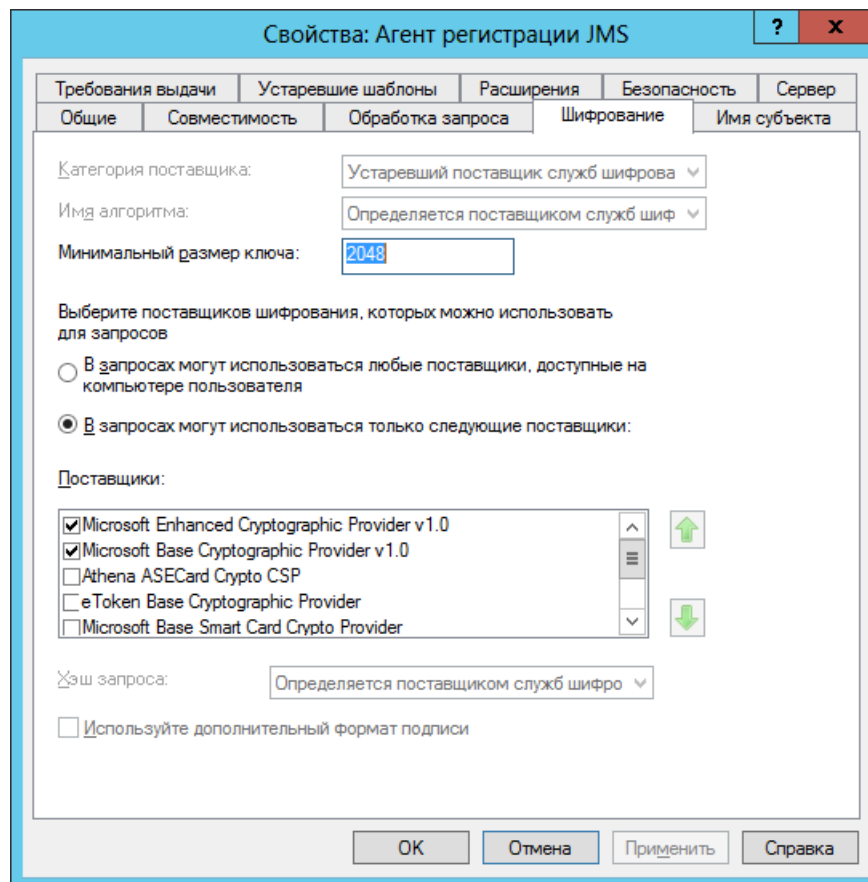 Свойства: Агент регистрации JMS
?
x
Требования выдачи
Устаревшие шаблоны
Расширения
Безопасность
Сервер
Общие
Совместимость
Обработка запроса
Шифрование
Имя субъекта
Категория поставщика:
Устаревший поставщик служб шифрова
Имя алгоритма:
Определяется поставщиком служб шиф
Минимальный размер ключа:
2048
Выберите поставщиков шифрования, которых можно использовать
для запросов
В запросах могут использоваться любые поставщики, доступные на
компьютере пользователя
В запросах могут использоваться только следующие поставщики:
Поставщики:
Microsoft Enhanced Cryptographic Provider v1.0
Microsoft Base Cryptographic Provider v1.0
Athena ASECard Crypto CSP
eToken Base Cryptographic Provider
Microsoft Base Smart Card Crypto Provider
Хэш запроса:
Определяется поставщиком служб шифро
Используйте дополнительный формат подписи
OK
Отмена
Применить
Справка